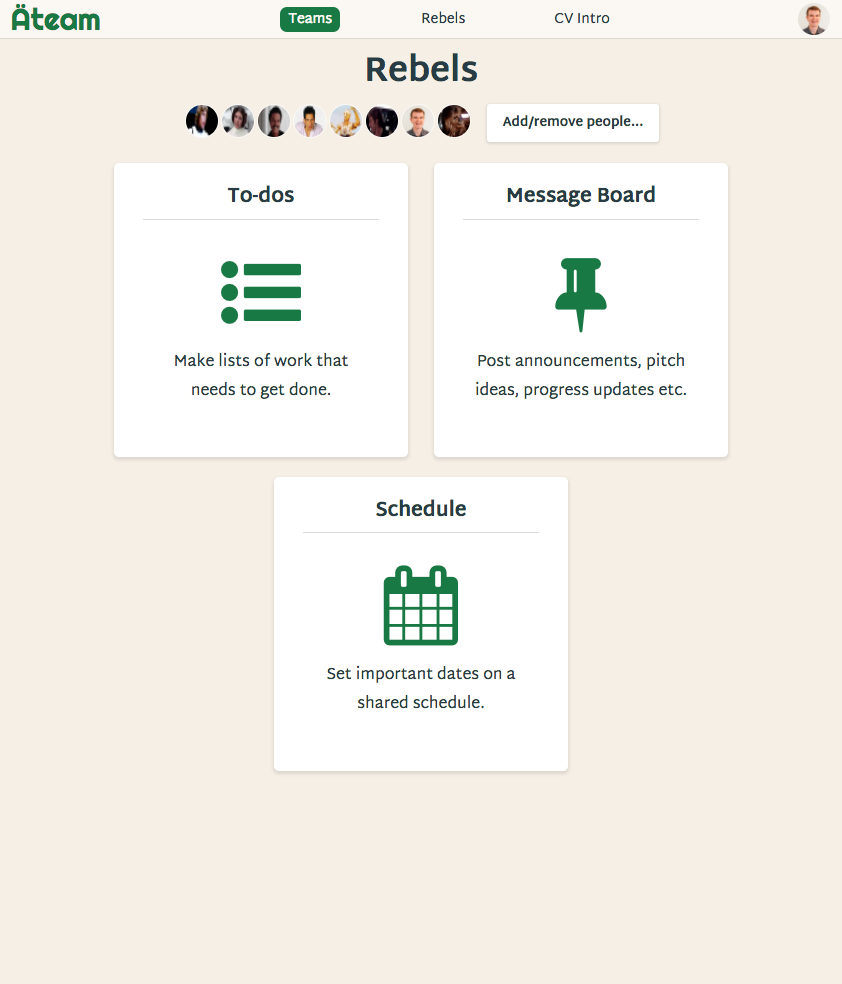 Äteam
Teams
Rebels
CV Intro
Rebels
Add/remove people...
To-dos
Make lists of work that
needs to get done.
Message Board
Post announcements, pitch
ideas, progress updates etc.
Schedule
Set important dates on a
shared schedule.